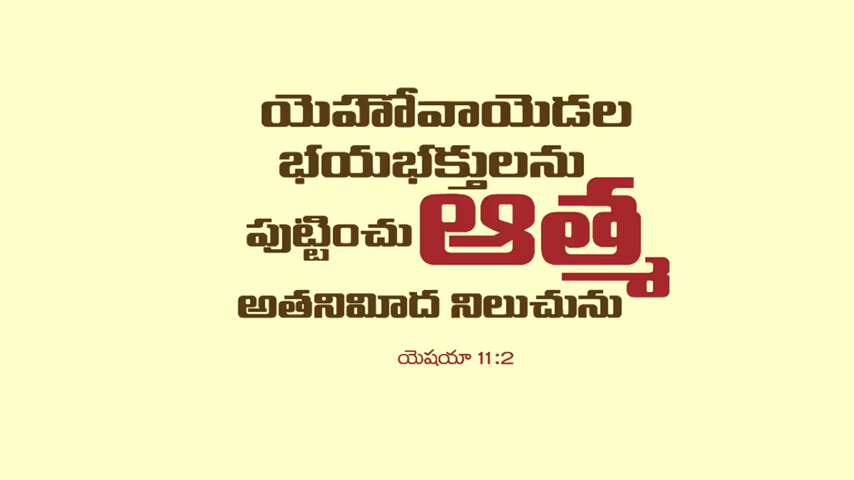 యెహోవాయెడల
భయభక్తులను
పుట్టించు ఆత్మ
అతనిమీద నిలుచును
యెషయా 11:2